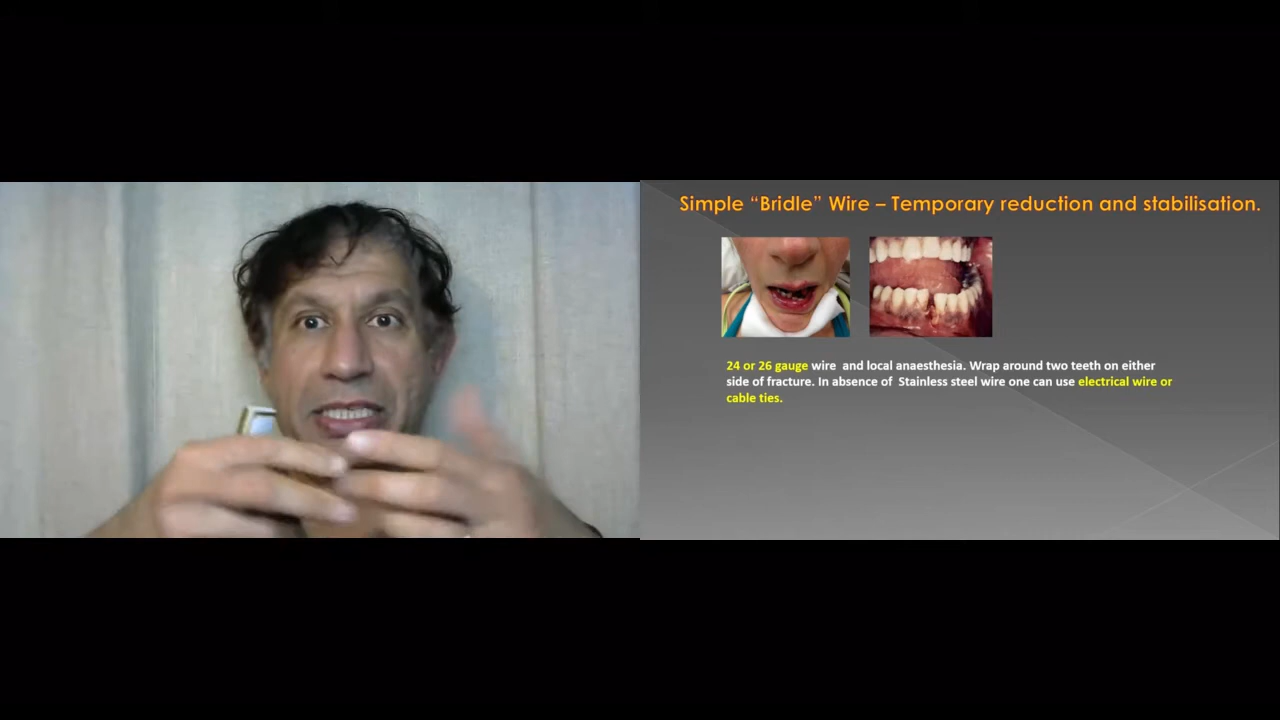 Simple “Bridle” Wire – Temporary reduction and stabilisation.
24 or 26 gauge wire  and local anaesthesia. Wrap around two teeth on either
side of fracture. In absence of  Stainless steel wire one can use electrical wire or
cable ties.